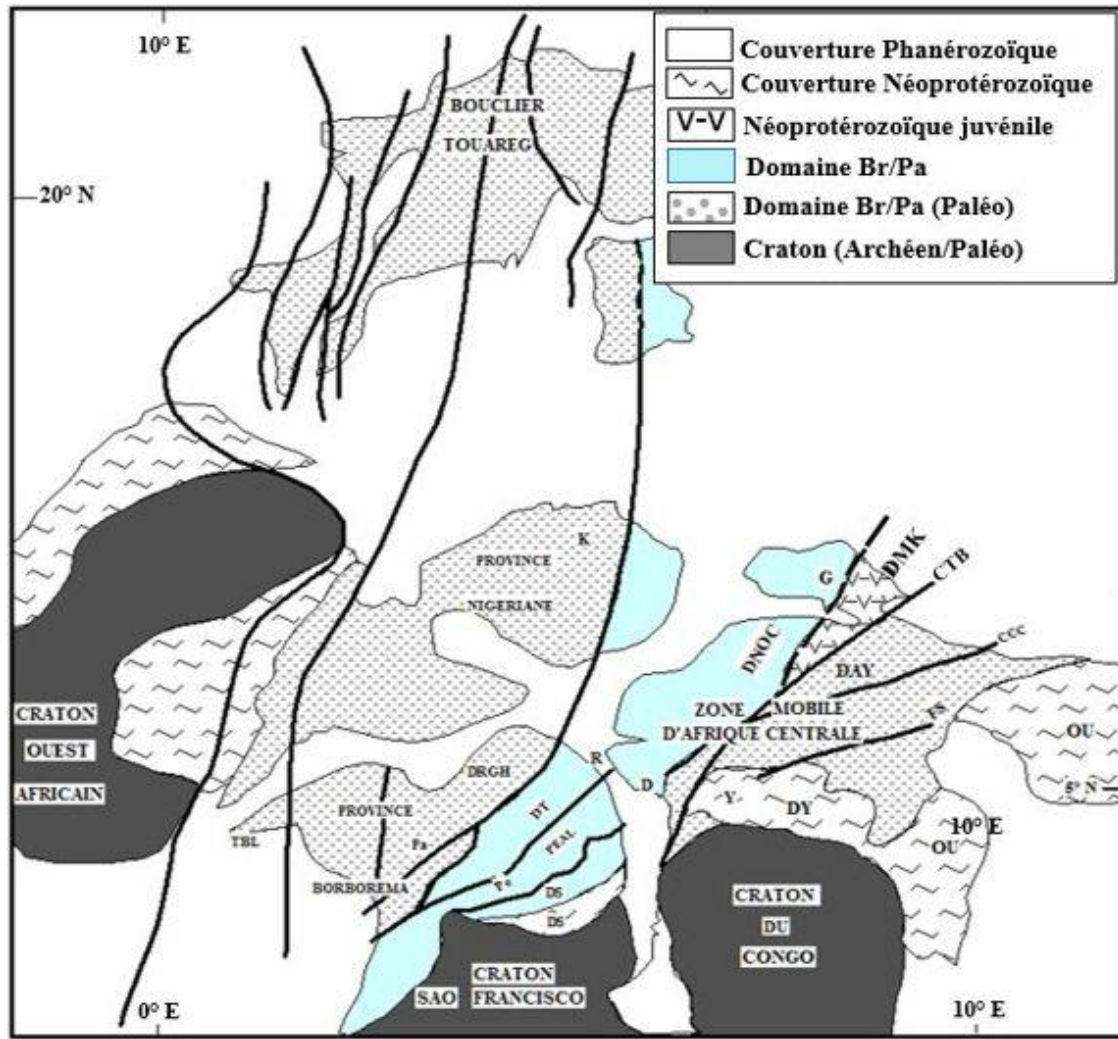 10° E
Couverture Phanérozoïque
Couverture Néoprotérozoïque
V-V Néoprotérozoïque juvénile
Domaine Br/Pa
Domaine Br/Pa (Paléo)
Craton (Archéen/Paléo)
BOUCLIER
TOUAREG
20° N
K
PROVINCE
NIGERIANE
G
DMK
CTB
DNOC
CCC
DAY
ZONE MOBILE
D'AFRIQUE CENTRALE
FS
CRATON
OUEST
AFRICAIN
OU
R
DRGH
D
5° N
Y
DY
PROVINCE
DT
10° E
TBL
Pa
PEAL
OU
BORBOREMA
Pe
DS
DS
CRATON
DU
CONGO
CRATON
SAO FRANCISCO
0° E
10° E